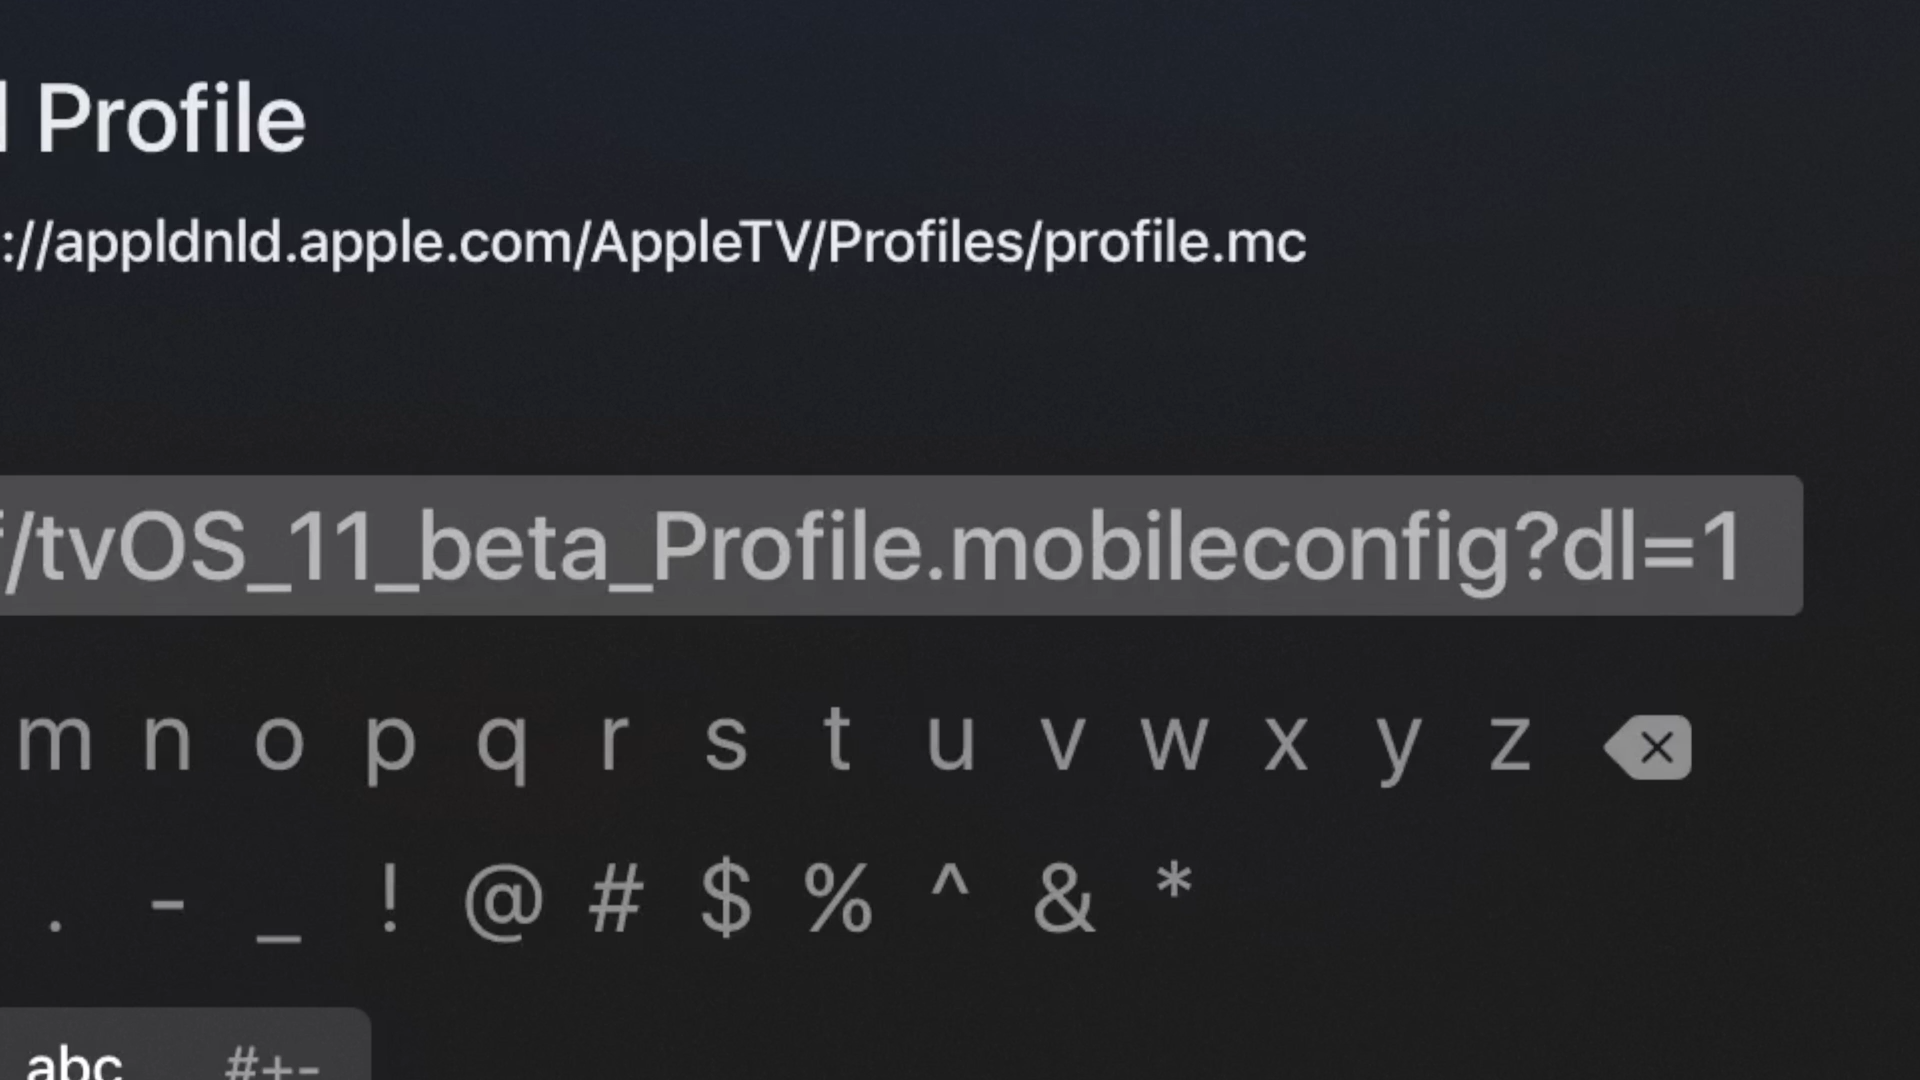 Profile
://appldnld.apple.com/AppleTV/Profiles/profile.mc
/tvOS_11_beta_Profile.mobileconfig?dl=1
m n o p q r s t u v w x y z
. - _ ! @ # $ % ^ & *
abc #+-